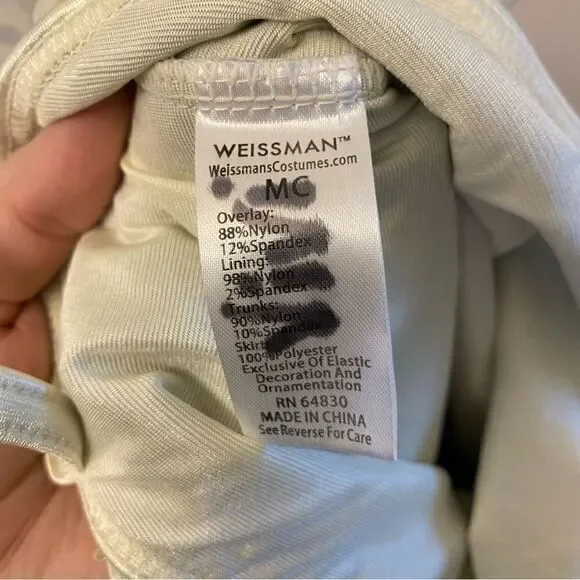 WEISSMAN™
WeissmansCostumes.com
MC
Overlay:
88%Nylon
12%Spandex
Lining:
98%Nylon
2%Spandex
Trunks:
90%Nylon
10%Spandex
Skirt
100%Polyester
Exclusive Of Elastic
Decoration And
Ornamentation
RN 64830
MADE IN CHINA
See Reverse For Care